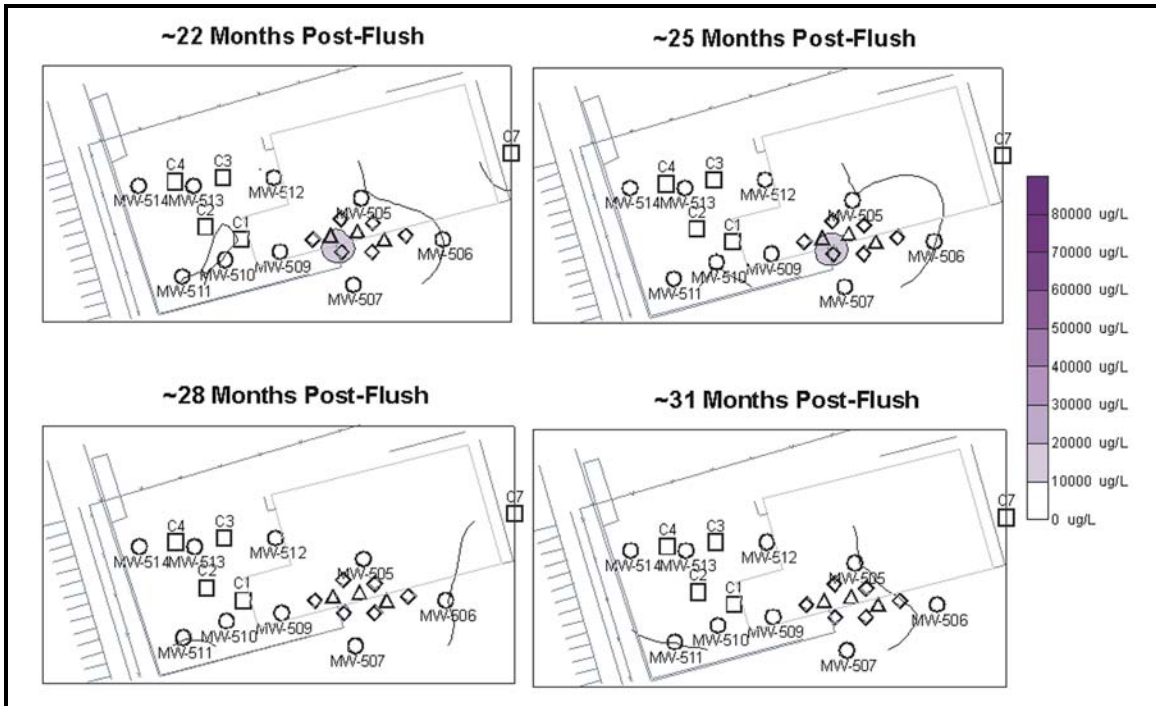 ~22 Months Post-Flush
C7
C4
C3
MW-514
MW-513
MW-512
C2
C1
MW-505
MW-506
MW-509
MW-510
MW-511
MW-507
~25 Months Post-Flush
C7
C4
C3
MW-514
MW-513
MW-512
C2
C1
MW-505
MW-506
MW-509
MW-510
MW-511
MW-507
80000 ug/L
70000 ug/L
60000 ug/L
50000 ug/L
40000 ug/L
30000 ug/L
20000 ug/L
10000 ug/L
0 ug/L
~28 Months Post-Flush
C7
C4
C3
MW-514
MW-513
MW-512
C2
C1
MW-505
MW-506
MW-509
MW-510
MW-511
MW-507
~31 Months Post-Flush
C7
C4
C3
MW-514
MW-513
MW-512
C2
C1
MW-505
MW-506
MW-509
MW-510
MW-511
MW-507